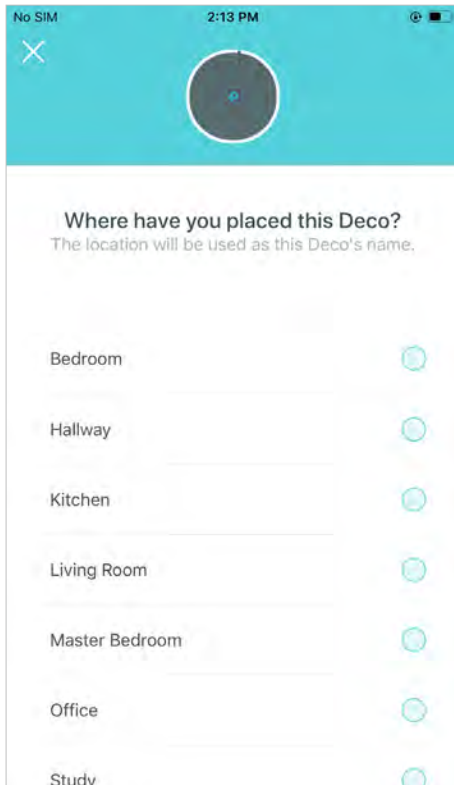 No SIM 2:13 PM
Where have you placed this Deco?
The location will be used as this Deco's name.
Bedroom
Hallway
Kitchen
Living Room
Master Bedroom
Office
Study